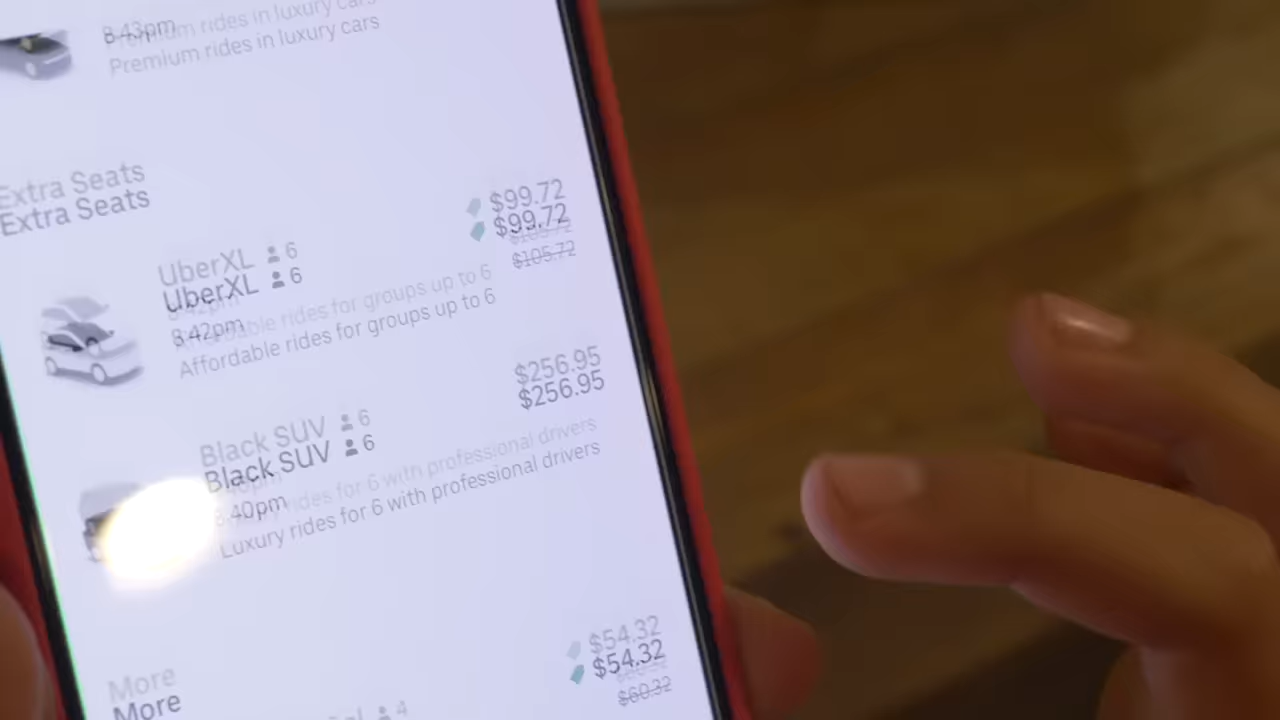 8:43pm
Premium rides in luxury cars
Extra Seats
$99.72
UberXL 6
$105.72
8:42pm
Affordable rides for groups up to 6
$256.95
Black SUV 6
8:40pm
Luxury rides for 6 with professional drivers
$54.32
More
$60.32
4